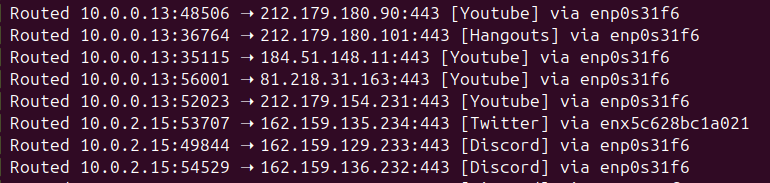 Routed 10.0.0.13:48506 → 212.179.180.90:443 [Youtube] via enp0s31f6
Routed 10.0.0.13:36764 → 212.179.180.101:443 [Hangouts] via enp0s31f6
Routed 10.0.0.13:35115 → 184.51.148.11:443 [Youtube] via enp0s31f6
Routed 10.0.0.13:56001 → 81.218.31.163:443 [Youtube] via enp0s31f6
Routed 10.0.0.13:52023 → 212.179.154.231:443 [Youtube] via enp0s31f6
Routed 10.0.2.15:53707 → 162.159.135.234:443 [Twitter] via enx5c628bc1a021
Routed 10.0.2.15:49844 → 162.159.129.233:443 [Discord] via enp0s31f6
Routed 10.0.2.15:54529 → 162.159.136.232:443 [Discord] via enp0s31f6